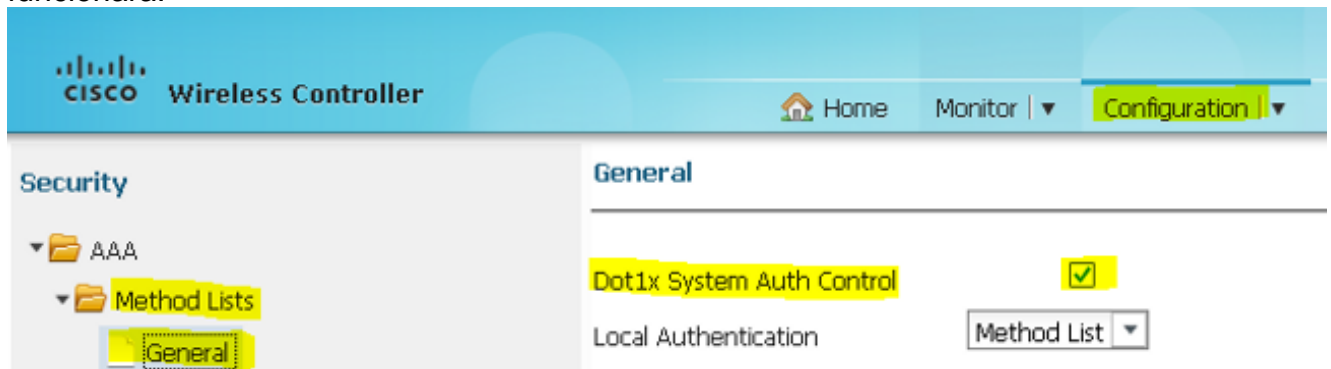 CISCO Wireless Controller
Home Monitor Configuration
Security
General
AAA
Method Lists
General
Dot1x System Auth Control
Local Authentication Method List